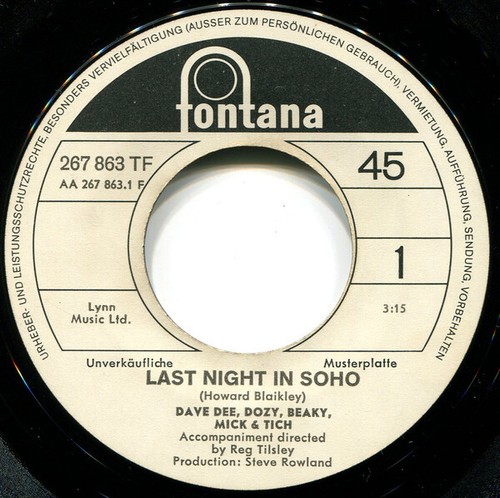 URHEBER- UND LEISTUNGSSCHUTZRECHTE, BESONDERS VERVIELFÄLTIGUNG (AUSSER ZUM PERSÖNLICHEN GEBRAUCH), VERMIETUNG, AUFFÜHRUNG, SENDUNG, VORBEHALTEN
fontana
267 863 TF
AA 267 863.1 F
45
1
Lynn
Music Ltd.
3:15
Unverkäufliche Musterplatte
LAST NIGHT IN SOHO
(Howard Blaikley)
DAVE DEE, DOZY, BEAKY,
MICK & TICH
Accompaniment directed
by Reg Tilsley
Production: Steve Rowland